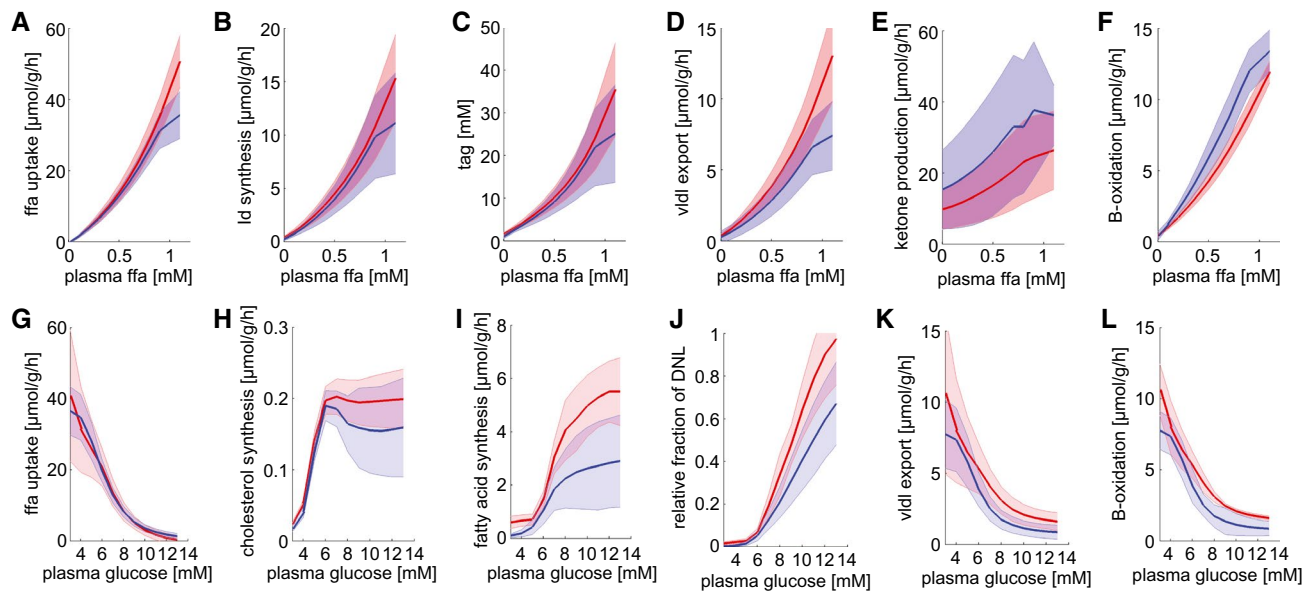 A
ffa uptake [µmol/g/h]
60
40
20
0
0
0.5
1
plasma ffa [mM]
B
ld synthesis [µmol/g/h]
20
15
10
5
0
0
0.5
1
plasma ffa [mM]
C
tag [mM]
50
40
30
20
10
0
0
0.5
1
plasma ffa [mM]
D
vldl export [µmol/g/h]
15
10
5
0
0
0.5
1
plasma ffa [mM]
E
ketone production [µmol/g/h]
60
40
20
0
0
0.5
1
plasma ffa [mM]
F
B-oxidation [µmol/g/h]
15
10
5
0
0
0.5
1
plasma ffa [mM]
G
ffa uptake [µmol/g/h]
60
40
20
0
4 6 8 10 12 14
plasma glucose [mM]
H
cholesterol synthesis [µmol/g/h]
0.3
0.2
0.1
0
4 6 8 10 12 14
plasma glucose [mM]
I
fatty acid synthesis [µmol/g/h]
8
6
4
2
0
4 6 8 10 12 14
plasma glucose [mM]
J
relative fraction of DNL
1
0.8
0.6
0.4
0.2
0
4 6 8 10 12 14
plasma glucose [mM]
K
vldl export [µmol/g/h]
15
10
5
0
4 6 8 10 12 14
plasma glucose [mM]
L
B-oxidation [µmol/g/h]
15
10
5
0
4 6 8 10 12 14
plasma glucose [mM]